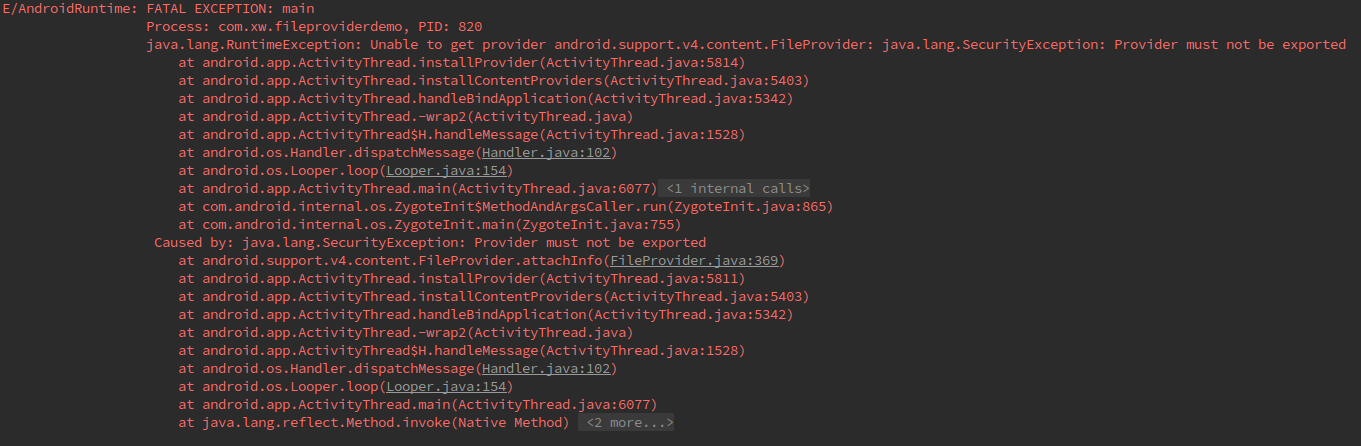 E/AndroidRuntime: FATAL EXCEPTION: main
Process: com.xw.fileproviderdemo, PID: 820
java.lang.RuntimeException: Unable to get provider android.support.v4.content.FileProvider: java.lang.SecurityException: Provider must not be exported
at android.app.ActivityThread.installProvider(ActivityThread.java:5814)
at android.app.ActivityThread.installContentProviders(ActivityThread.java:5403)
at android.app.ActivityThread.handleBindApplication(ActivityThread.java:5342)
at android.app.ActivityThread.-wrap2(ActivityThread.java)
at android.app.ActivityThread$H.handleMessage(ActivityThread.java:1528)
at android.os.Handler.dispatchMessage(Handler.java:102)
at android.os.Looper.loop(Looper.java:154)
at android.app.ActivityThread.main(ActivityThread.java:6077) <1 internal calls>
at com.android.internal.os.ZygoteInit$MethodAndArgsCaller.run(ZygoteInit.java:865)
at com.android.internal.os.ZygoteInit.main(ZygoteInit.java:755)
Caused by: java.lang.SecurityException: Provider must not be exported
at android.support.v4.content.FileProvider.attachInfo(FileProvider.java:369)
at android.app.ActivityThread.installProvider(ActivityThread.java:5811)
at android.app.ActivityThread.installContentProviders(ActivityThread.java:5403)
at android.app.ActivityThread.handleBindApplication(ActivityThread.java:5342)
at android.app.ActivityThread.-wrap2(ActivityThread.java)
at android.app.ActivityThread$H.handleMessage(ActivityThread.java:1528)
at android.os.Handler.dispatchMessage(Handler.java:102)
at android.os.Looper.loop(Looper.java:154)
at android.app.ActivityThread.main(ActivityThread.java:6077)
at java.lang.reflect.Method.invoke(Native Method) <2 more...>